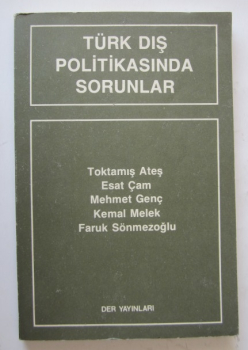 TÜRK DIŞ
POLİTİKASINDA
SORUNLAR
Toktamış Ateş
Esat Çam
Mehmet Genç
Kemal Melek
Faruk Sönmezoğlu
DER YAYINLARI